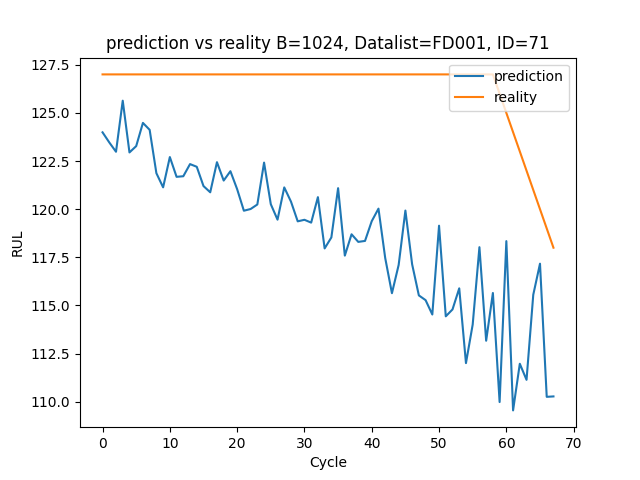 prediction vs reality B=1024, Datalist=FD001, ID=71
127.5
125.0
122.5
120.0
117.5
115.0
112.5
110.0
RUL
prediction
reality
0 10 20 30 40 50 60 70
Cycle